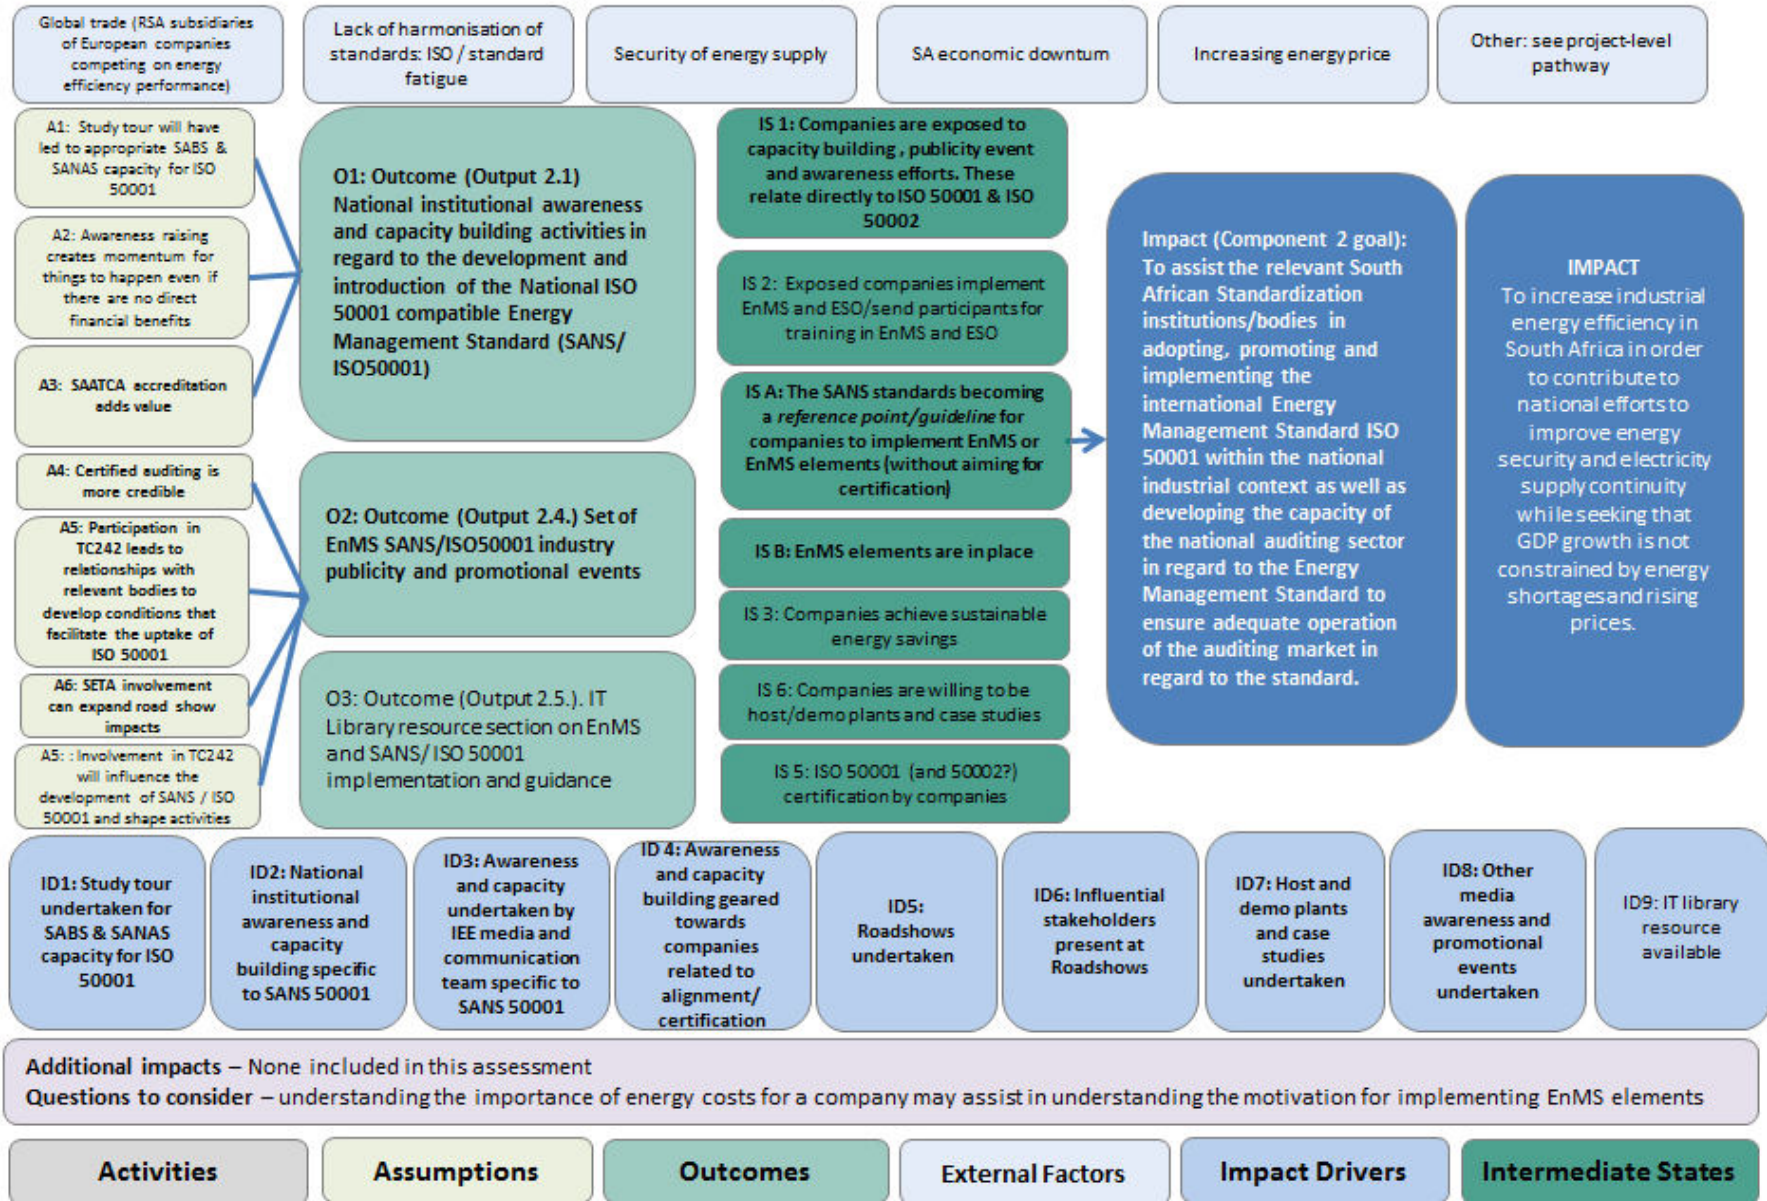 Global trade (RSA subsidiaries
of European companies
competing on energy
efficiency performance)
Lack of harmonisation of
standards: ISO / standard
fatigue
Security of energy supply
SA economic downtum
Increasing energy price
Other: see project-level
pathway
A1: Study tour will have
led to appropriate SABS &
SANAS capacity for ISO
50001
A2: Awareness raising
creates momentum for
things to happen even if
there are no direct
financial benefits
A3: SAATCA accreditation
adds value
A4: Certified auditing is
more credible
A5: Participation in
TC242 leads to
relationships with
relevant bodies to
develop conditions that
facilitate the uptake of
ISO 50001
A6: SETA involvement
can expand road show
impacts
A5: : Involvement in TC242
will influence the
development of SANS / ISO
50001 and shape activities
O1: Outcome (Output 2.1)
National institutional awareness
and capacity building activities in
regard to the development and
introduction of the National ISO
50001 compatible Energy
Management Standard (SANS/
ISO50001)
O2: Outcome (Output 2.4.) Set of
EnMS SANS/ISO50001 industry
publicity and promotional events
O3: Outcome (Output 2.5.). IT
Library resource section on EnMS
and SANS/ ISO 50001
implementation and guidance
IS 1: Companies are exposed to
capacity building , publicity event
and awareness efforts. These
relate directly to ISO 50001 & ISO
50002
IS 2: Exposed companies implement
EnMS and ESO/send participants for
training in EnMS and ESO
IS A: The SANS standards becoming
a reference point/guideline for
companies to implement EnMS or
EnMS elements (without aiming for
certification)
IS B: EnMS elements are in place
IS 3: Companies achieve sustainable
energy savings
IS 6: Companies are willing to be
host/demo plants and case studies
IS 5: ISO 50001 (and 50002?)
certification by companies
Impact (Component 2 goal):
To assist the relevant South
African Standardization
institutions/bodies in
adopting, promoting and
implementing the
international Energy
Management Standard ISO
50001 within the national
industrial context as well as
developing the capacity of
the national auditing sector
in regard to the Energy
Management Standard to
ensure adequate operation
of the auditing market in
regard to the standard.
IMPACT
To increase industrial
energy efficiency in
South Africa in order
to contribute to
national efforts to
improve energy
security and electricity
supply continuity
while seeking that
GDP growth is not
constrained by energy
shortages and rising
prices.
ID1: Study tour
undertaken for
SABS & SANAS
capacity for ISO
50001
ID2: National
institutional
awareness and
capacity
building specific
to SANS 50001
ID3: Awareness
and capacity
undertaken by
IEE media and
communication
team specific to
SANS 50001
ID 4: Awareness
and capacity
building geared
towards
companies
related to
alignment/
certification
ID5:
Roadshows
undertaken
ID6: Influential
stakeholders
present at
Roadshows
ID7: Host and
demo plants
and case
studies
undertaken
ID8: Other
media
awareness and
promotional
events
undertaken
ID9: IT library
resource
available
Additional impacts – None included in this assessment
Questions to consider – understanding the importance of energy costs for a company may assist in understanding the motivation for implementing EnMS elements
Activities
Assumptions
Outcomes
External Factors
Impact Drivers
Intermediate States